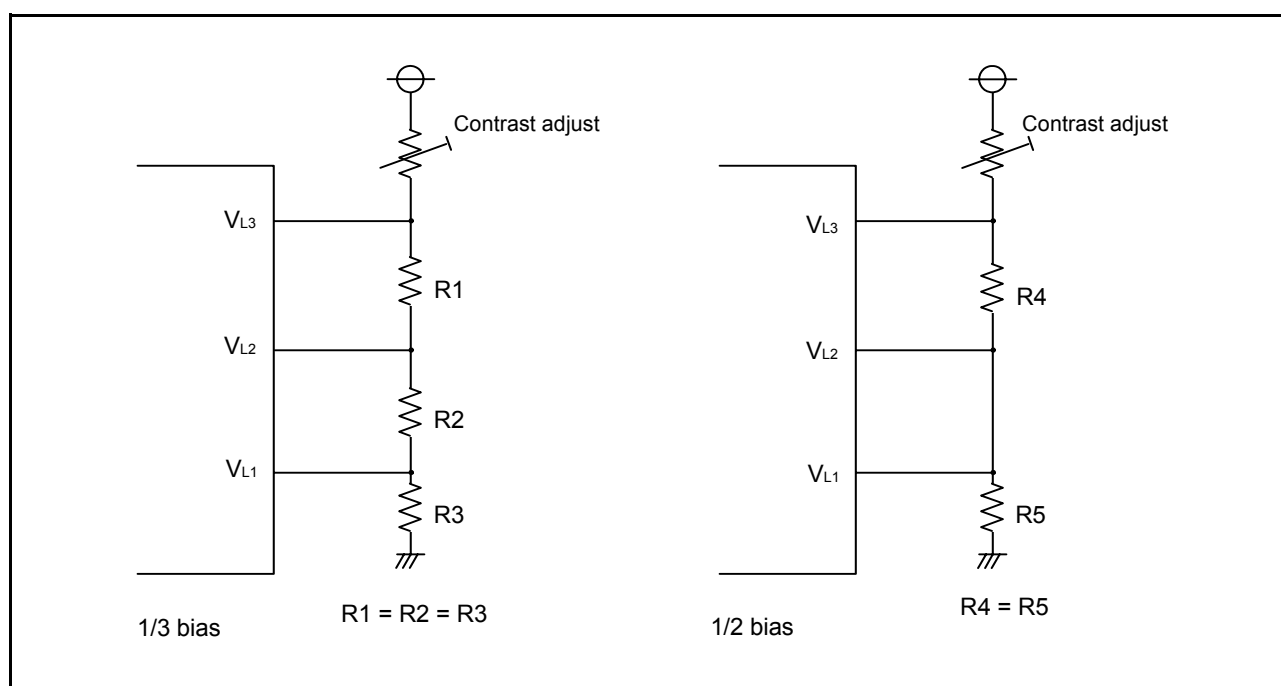 Contrast adjust
VL3
R1
VL2
R2
VL1
R3
R1 = R2 = R3
1/3 bias
Contrast adjust
VL3
R4
VL2
VL1
R5
R4 = R5
1/2 bias